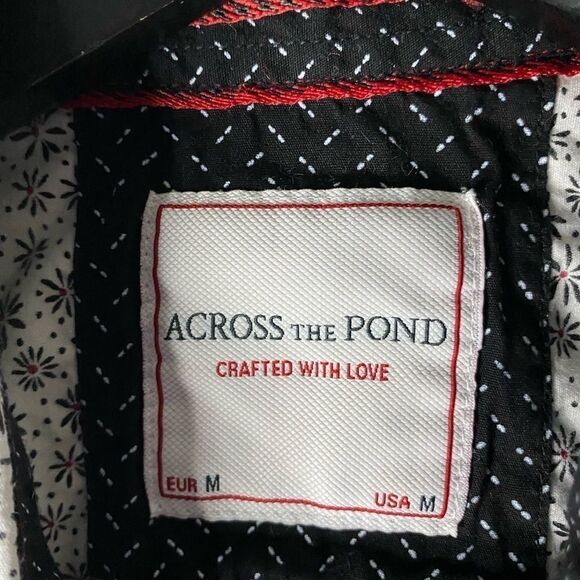 ACROSS THE POND
CRAFTED WITH LOVE
EUR M
USA M